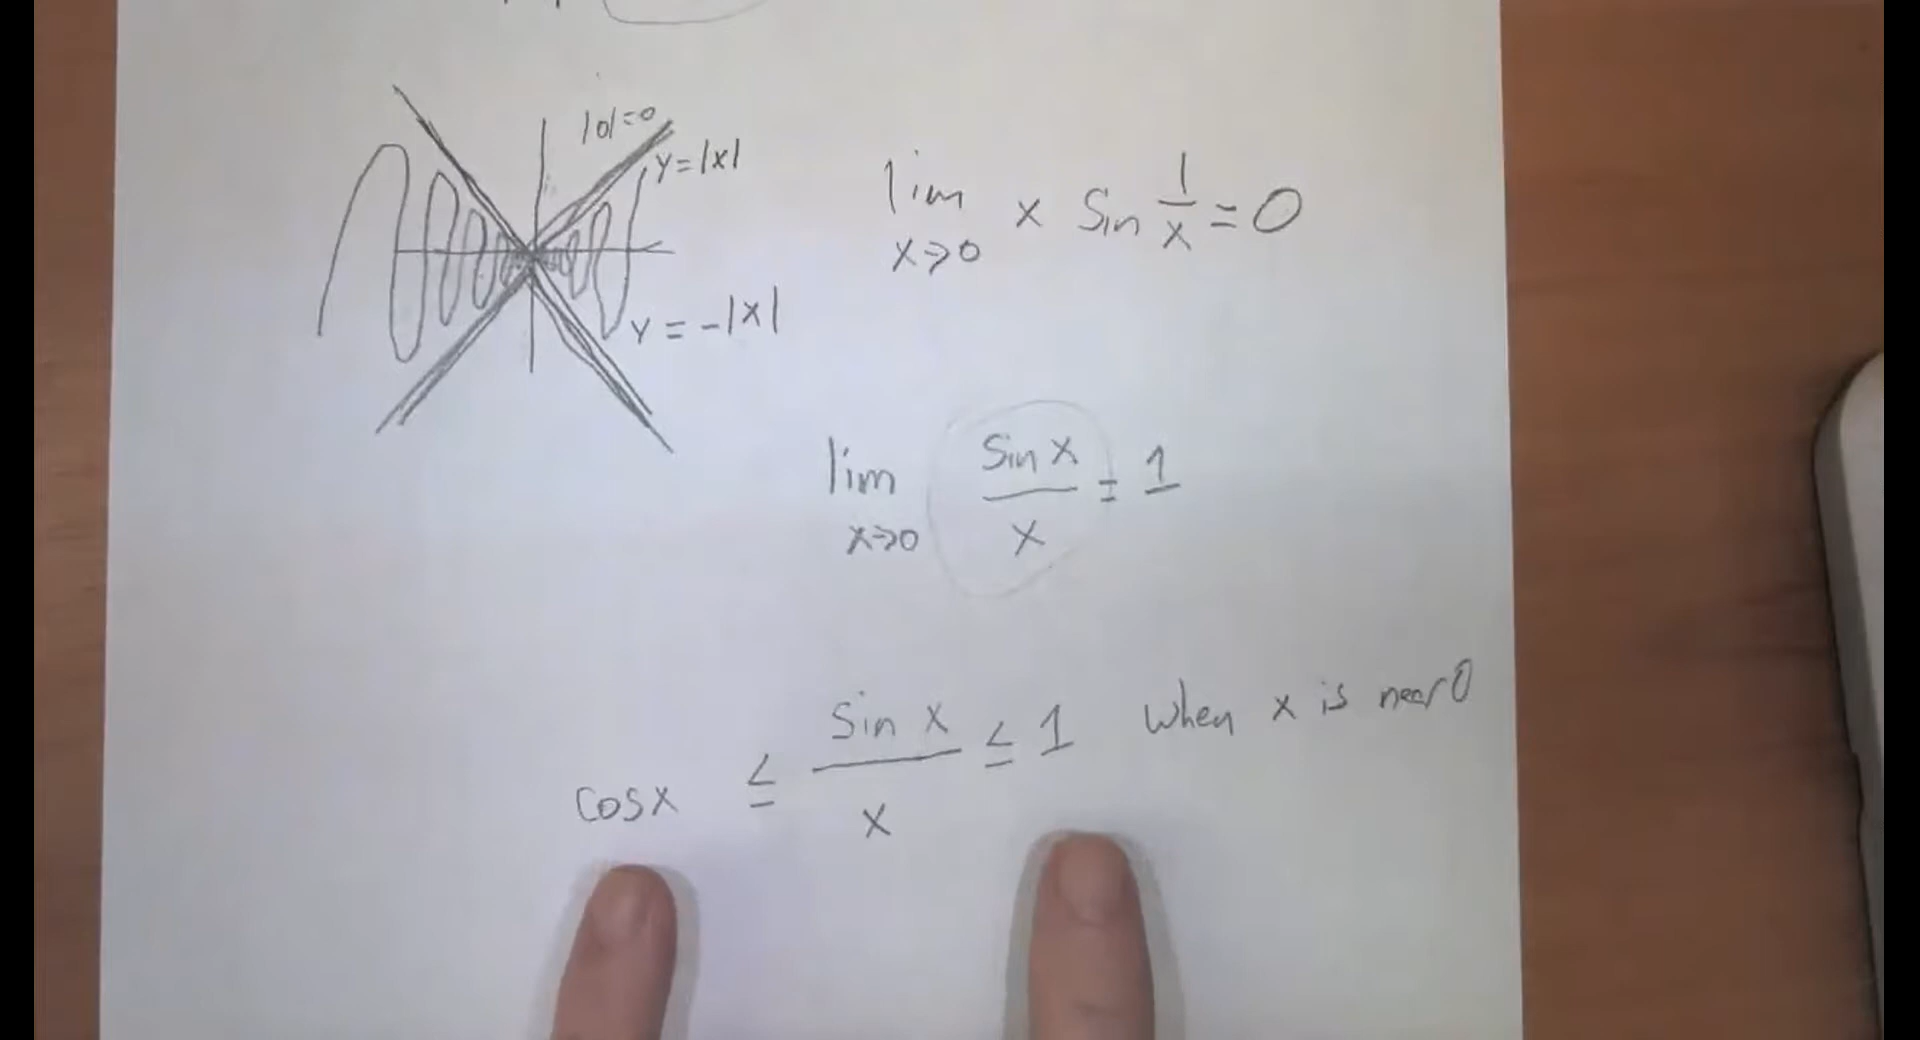 |0|=0
y=|x|
lim x→0 x sin 1/x = 0
y = -|x|
lim x→0 sin x / x = 1
cos x ≤ sin x / x ≤ 1 when x is near 0